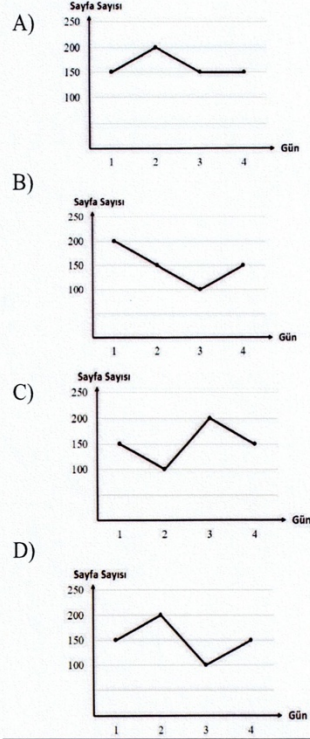 A)
Sayfa Sayısı
250
200
150
100
1 2 3 4
Gün
B)
Sayfa Sayısı
250
200
150
100
1 2 3 4
Gün
C)
Sayfa Sayısı
250
200
150
100
1 2 3 4
Gün
D)
Sayfa Sayısı
250
200
150
100
1 2 3 4
Gün